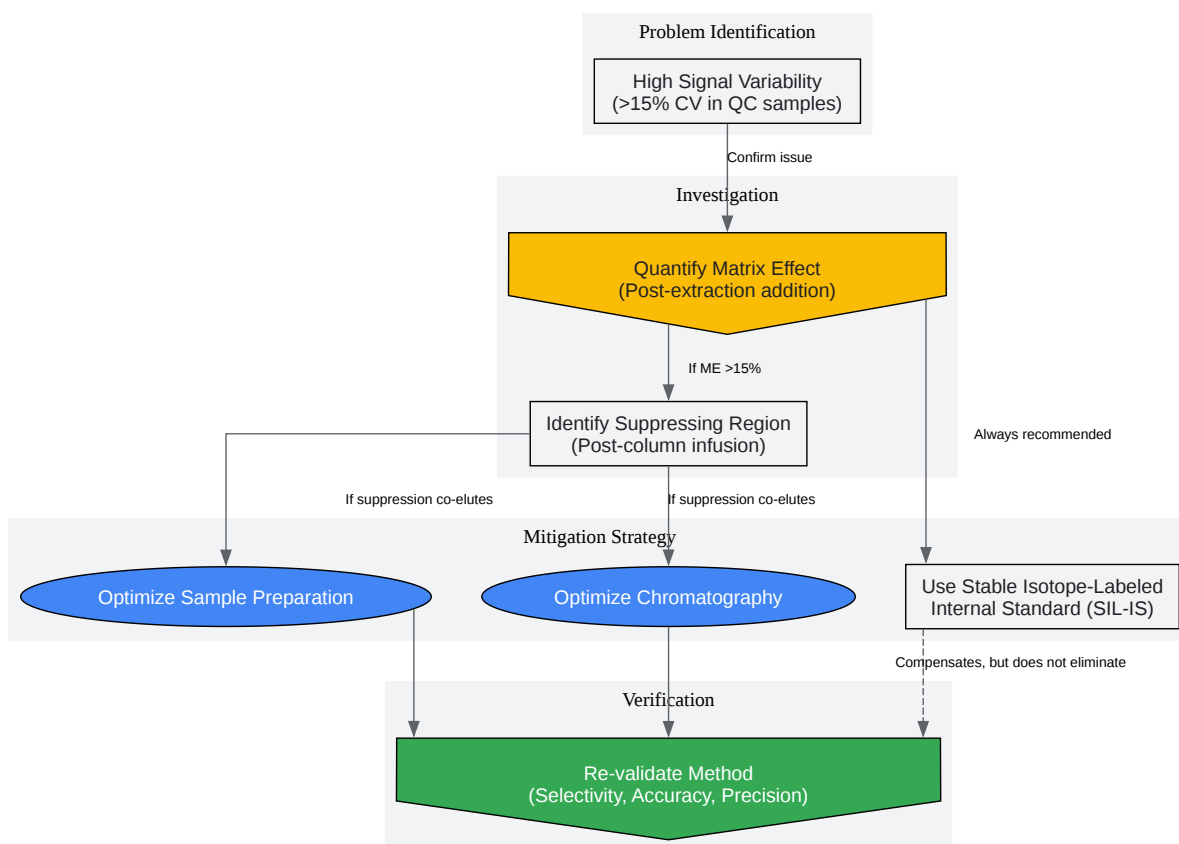 Problem Identification
High Signal Variability
(>15% CV in QC samples)
Confirm issue
Investigation
Quantify Matrix Effect
(Post-extraction addition)
If ME >15%
Identify Suppressing Region
(Post-column infusion)
Always recommended
If suppression co-elutes
If suppression co-elutes
Mitigation Strategy
Optimize Sample Preparation
Optimize Chromatography
Use Stable Isotope-Labeled
Internal Standard (SIL-IS)
Compensates, but does not eliminate
Verification
Re-validate Method
(Selectivity, Accuracy, Precision)